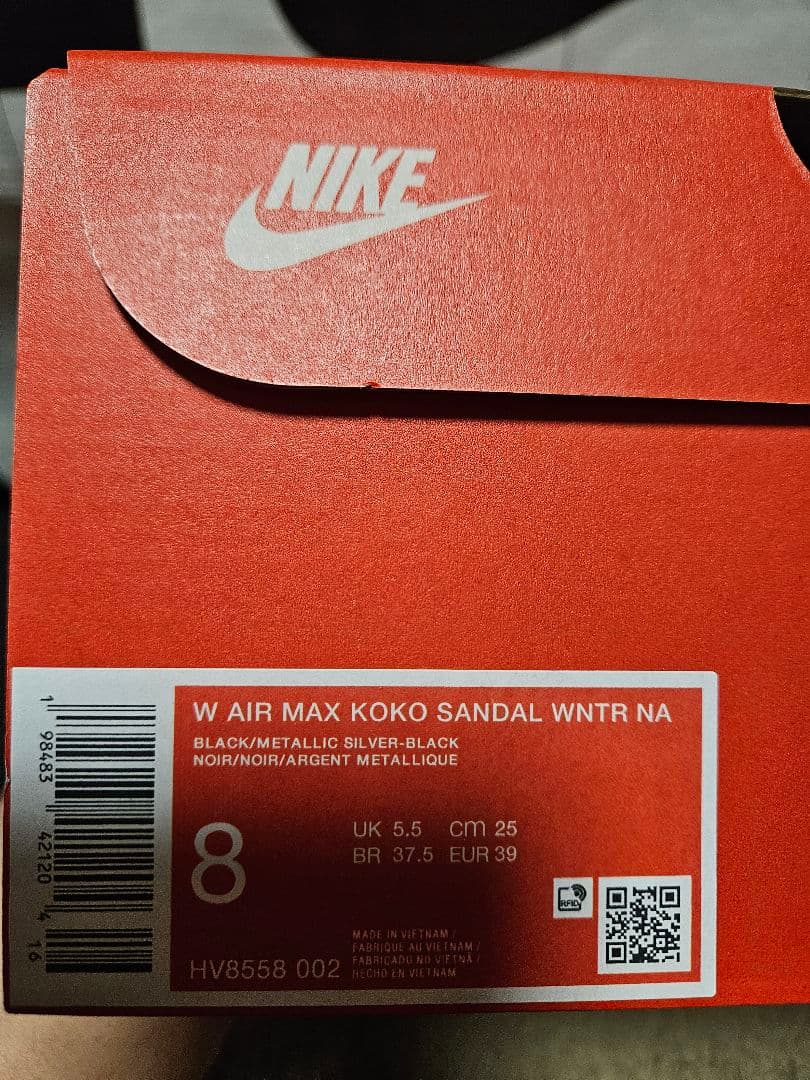 NIKE
W AIR MAX KOKO SANDAL WNTR NA
BLACK/METALLIC SILVER-BLACK
NOIR/NOIR/ARGENT METALLIQUE
8
UK 5.5 cm 25
BR 37.5 EUR 39
RFID
HV8558 002
MADE IN VIETNAM /
FABRIQUE AU VIETNAM /
FABRICADO NO VIETNÃ /
HECHO EN VIETNAM
1 98483 42120 4 16